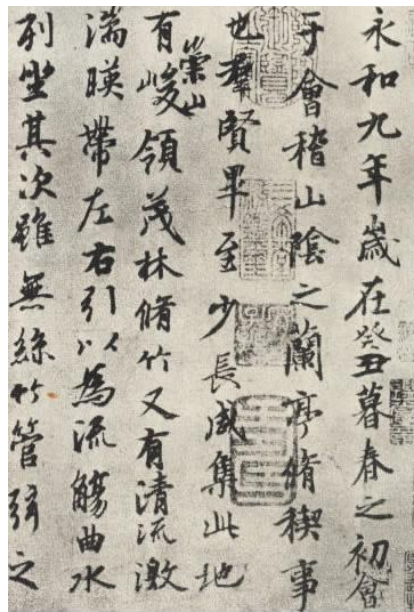 永和九年歲在癸丑暮春之初會
于會稽山陰之蘭亭脩稧事
也羣賢畢至少長咸集此地
有崇山峻領茂林脩竹又有清流激
湍暎帶左右引以為流觴曲水
列坐其次雖無絲竹管弦之